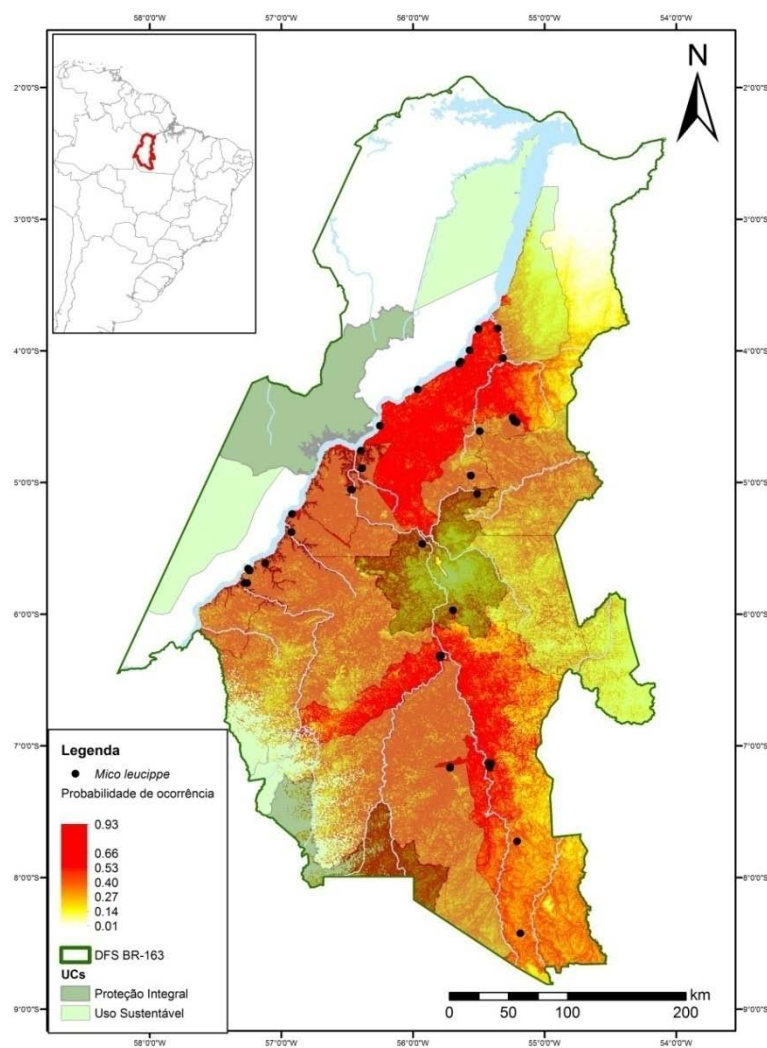 58°0'0"W 57°0'0"W 56°0'0"W 55°0'0"W 54°0'0"W
N
2°0'0"S
3°0'0"S
4°0'0"S
5°0'0"S
6°0'0"S
7°0'0"S
8°0'0"S
9°0'0"S
Legenda
Mico leucippe
Probabilidade de ocorrência
0.93
0.66
0.53
0.40
0.27
0.14
0.01
DFS BR-163
UCs
Proteção Integral
Uso Sustentável
km
0 50 100 200
58°0'0"W 57°0'0"W 56°0'0"W 55°0'0"W 54°0'0"W